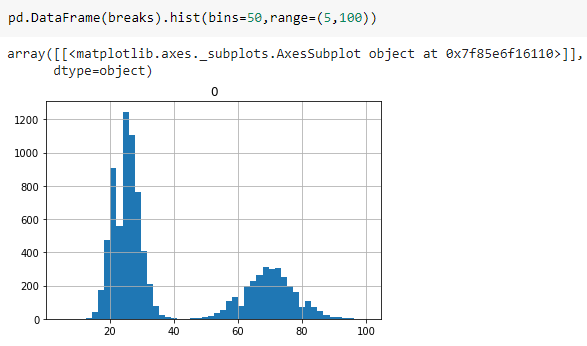 pd.DataFrame(breaks).hist(bins=50,range=(5,100))
array([[<matplotlib.axes._subplots.AxesSubplot object at 0x7f85e6f16110>]],
dtype=object)
0
1200
1000
800
600
400
200
0
20 40 60 80 100